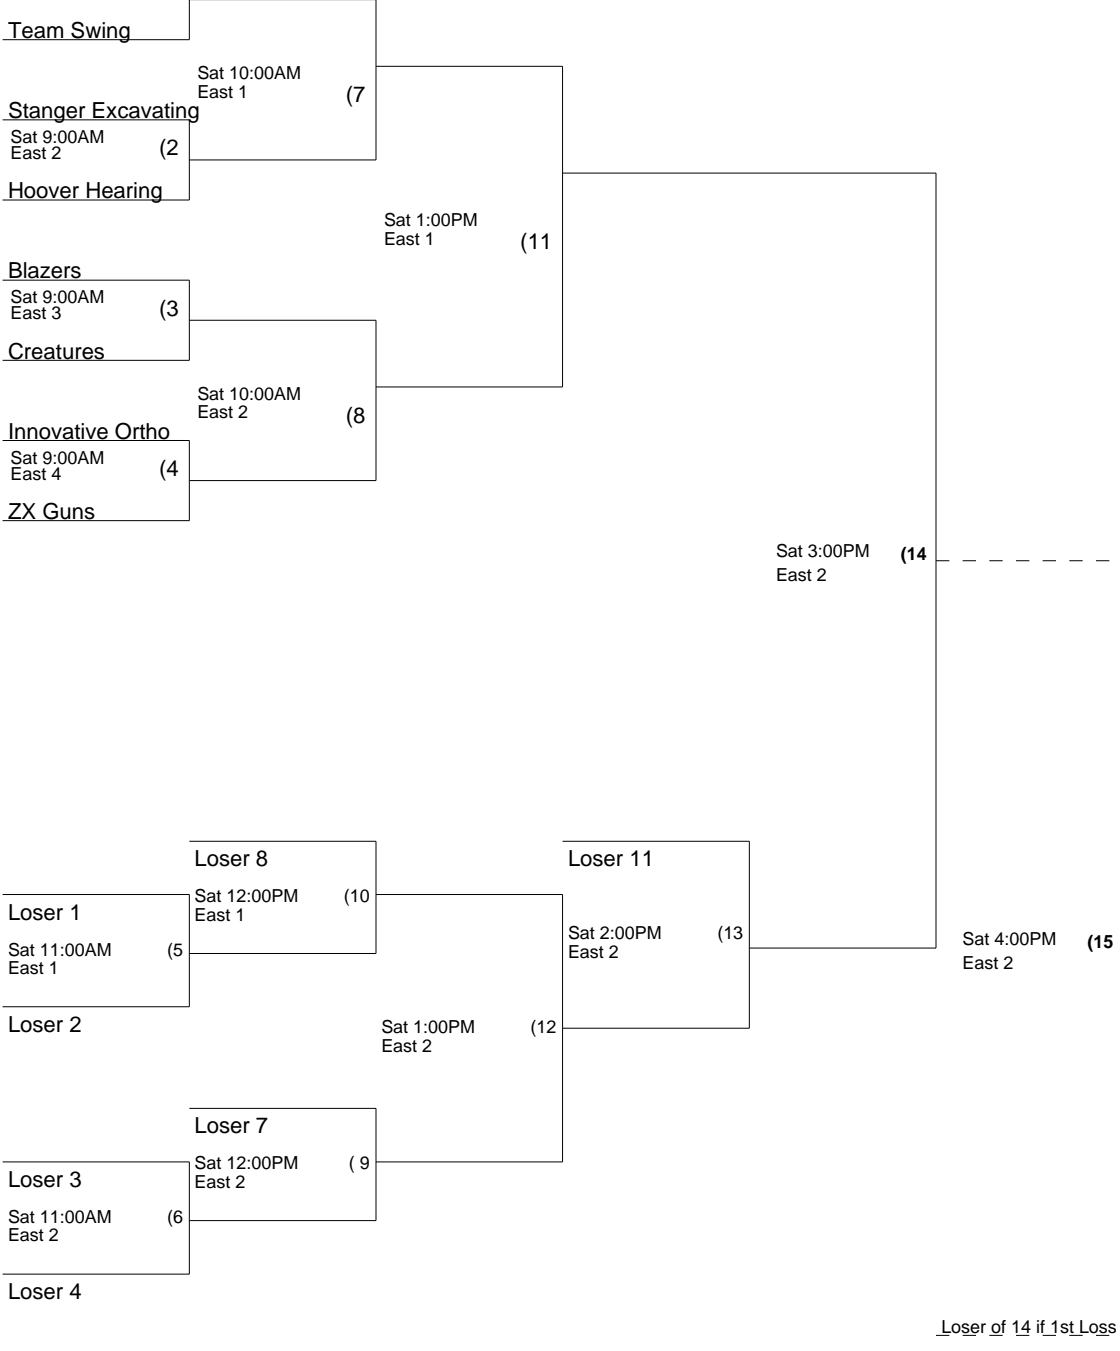 Team Swing
Sat 10:00AM
East 1
(7
Stanger Excavating
Sat 9:00AM
East 2
(2
Hoover Hearing
Sat 1:00PM
East 1
(11
Blazers
Sat 9:00AM
East 3
(3
Creatures
Sat 10:00AM
East 2
(8
Innovative Ortho
Sat 9:00AM
East 4
(4
ZX Guns
Sat 3:00PM
East 2
(14
Loser 8
Sat 12:00PM
East 1
(10
Loser 11
Loser 1
Sat 11:00AM
East 1
(5
Sat 2:00PM
East 2
(13
Sat 4:00PM
East 2
(15
Loser 2
Sat 1:00PM
East 2
(12
Loser 7
Sat 12:00PM
East 2
( 9
Loser 3
Sat 11:00AM
East 2
(6
Loser 4
Loser of 14 if 1st Loss